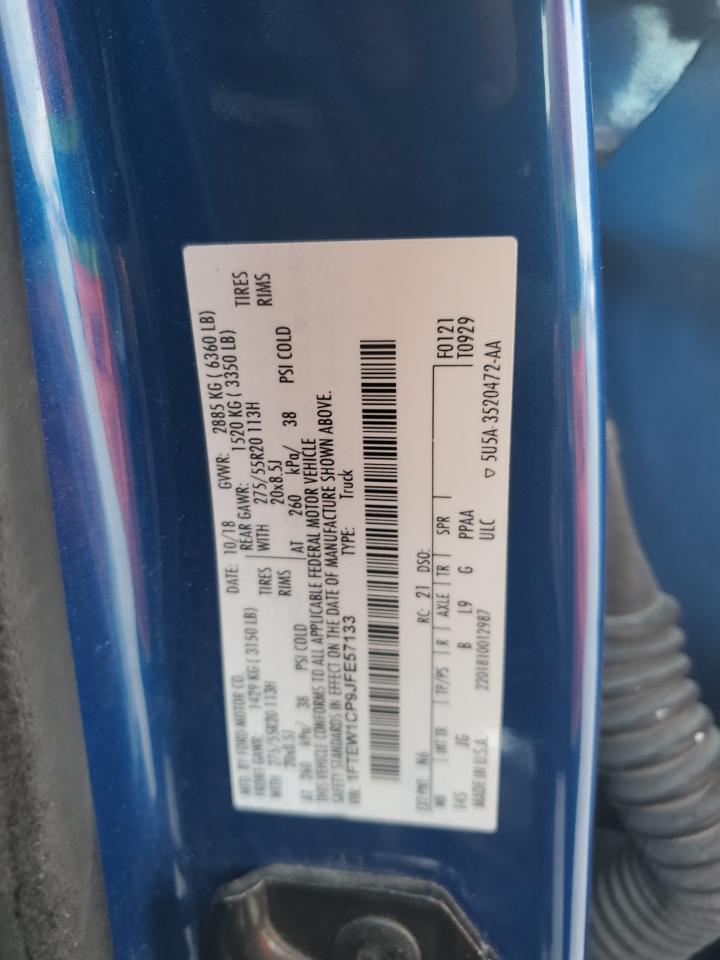 MFD. BY FORD MOTOR CO. DATE: 10/18 GVWR: 2885 KG ( 6360 LB)
FRONT GAWR: 1429 KG ( 3150 LB) REAR GAWR: 1520 KG ( 3350 LB)
WITH 275/55R20 113H TIRES WITH 275/55R20 113H TIRES
20x8.5J RIMS 20x8.5J RIMS
AT 260 kPa/ 38 PSI COLD AT 260 kPa/ 38 PSI COLD
THIS VEHICLE CONFORMS TO ALL APPLICABLE FEDERAL MOTOR VEHICLE
SAFETY STANDARDS IN EFFECT ON THE DATE OF MANUFACTURE SHOWN ABOVE.
VIN: 1FTEW1CP9JFE57133 TYPE: Truck
EXT PNT: N6 RC: 21 DSO: F0121
WB INT TR TP/PS R AXLE TR SPR T0929
145 JG B L9 G PPAA
MADE IN U.S.A. 2201810012987 ULC ▽ 5U5A-3520472-AA